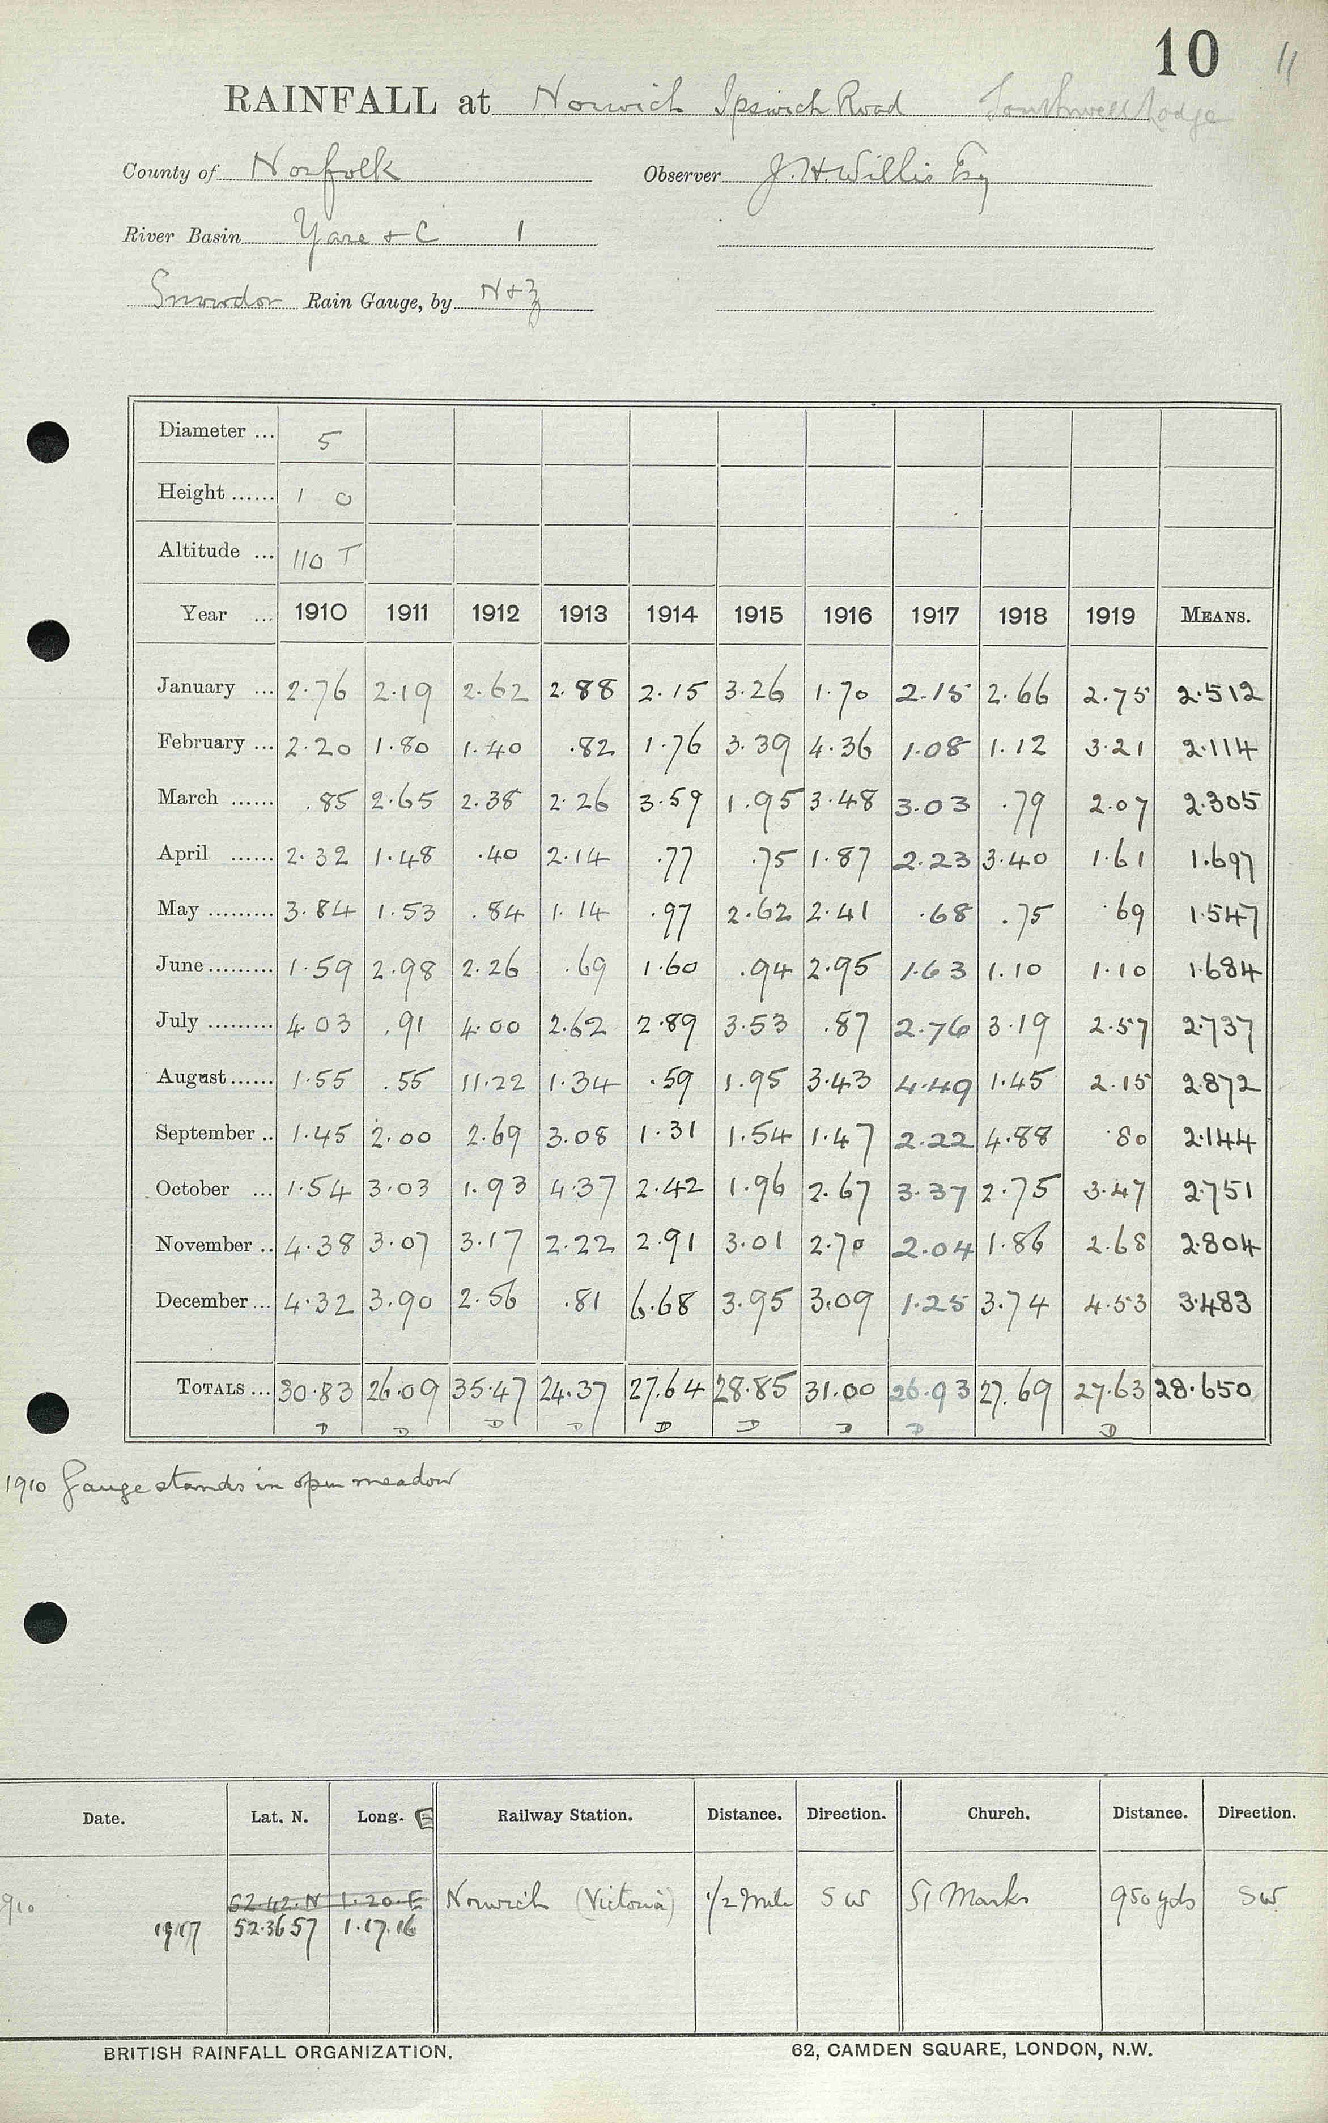 10 11
RAINFALL at Norwich Ipswich Road Southwell Lodge
County of Norfolk Observer J. H. Willis Esq
River Basin Yare & C 1
Snowdon Rain Gauge, by N & Z
Diameter ... 5
Height ...... 1 0
Altitude ... 110 T
Year ... 1910 1911 1912 1913 1914 1915 1916 1917 1918 1919 MEANS.
January ... 2.76 2.19 2.62 2.88 2.15 3.26 1.70 2.15 2.66 2.75 2.512
February ... 2.20 1.80 1.40 .82 1.76 3.39 4.36 1.08 1.12 3.21 2.114
March ...... .85 2.65 2.38 2.26 3.59 1.95 3.48 3.03 .79 2.07 2.305
April ...... 2.32 1.48 .40 2.14 .77 .75 1.87 2.23 3.40 1.61 1.697
May ......... 3.84 1.53 .84 1.14 .97 2.62 2.41 .68 .75 .69 1.547
June ......... 1.59 2.98 2.26 .69 1.60 .94 2.95 1.63 1.10 1.10 1.684
July ......... 4.03 .91 4.00 2.62 2.89 3.53 .87 2.76 3.19 2.57 2.737
August ...... 1.55 .55 11.22 1.34 .59 1.95 3.43 4.49 1.45 2.15 2.872
September .. 1.45 2.00 2.69 3.08 1.31 1.54 1.47 2.22 4.88 .80 2.144
October ... 1.54 3.03 1.93 4.37 2.42 1.96 2.67 3.37 2.75 3.47 2.751
November .. 4.38 3.07 3.17 2.22 2.91 3.01 2.70 2.04 1.86 2.68 2.804
December ... 4.32 3.90 2.56 .81 6.68 3.95 3.09 1.25 3.74 4.53 3.483
TOTALS ... 30.83 26.09 35.47 24.37 27.64 28.85 31.00 26.93 27.69 27.63 28.650
D D D D D D D D D
1910 Gauge stands in open meadow
Date. Lat. N. Long. E Railway Station. Distance. Direction. Church. Distance. Direction.
1910 52.42.N 1.20.E Norwich (Victoria) 1/2 Mile SW St Marks 950 yds SW
1917 52.36 57 1.17.16
BRITISH RAINFALL ORGANIZATION. 62, CAMDEN SQUARE, LONDON, N.W.